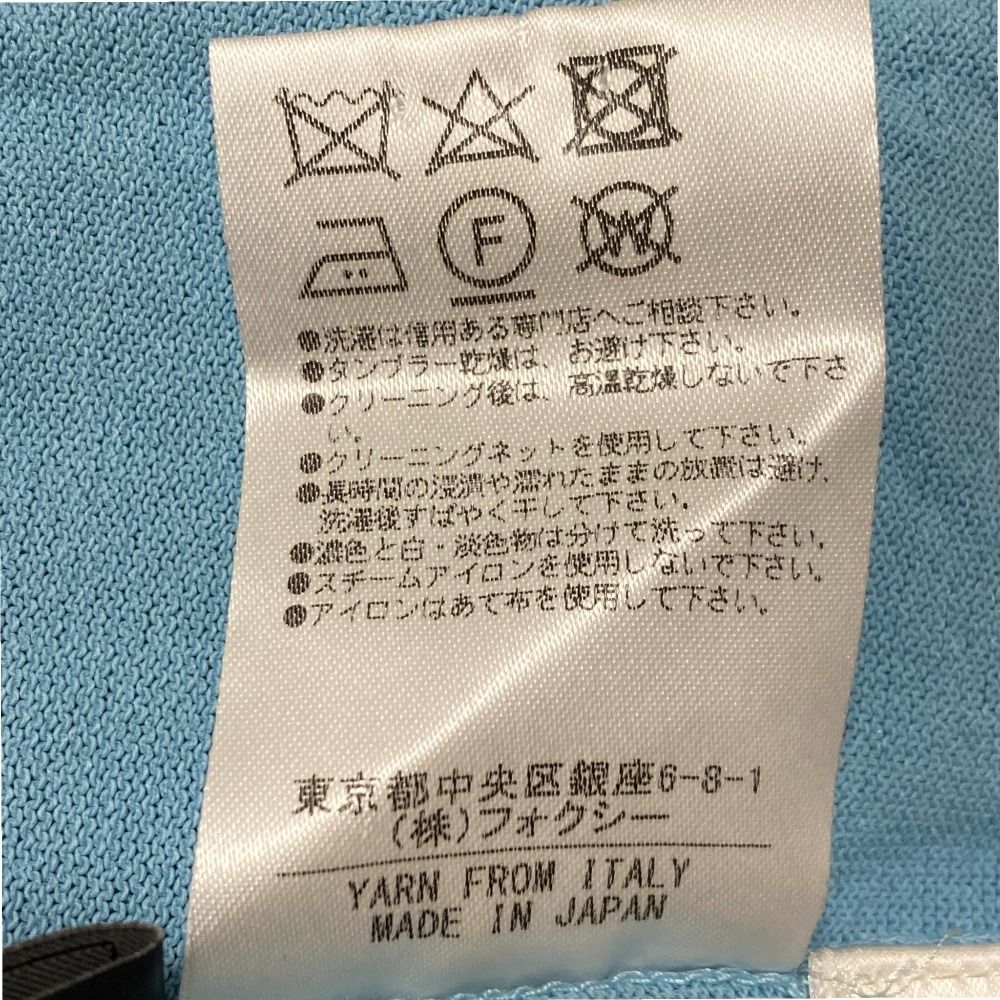 F
W
●洗濯は信用ある専門店へご相談下さい。
●タンブラー乾燥は、お避け下さい。
●クリーニング後は、高温乾燥しないで下さ
い。
●クリーニングネットを使用して下さい。
●長時間の浸漬や濡れたままの放置は避け、
洗濯後すばやく干して下さい。
●濃色と白・淡色物は分けて洗って下さい。
●スチームアイロンを使用しないで下さい。
●アイロンはあて布を使用して下さい。
東京都中央区銀座6-8-1
(株)フォクシー
YARN FROM ITALY
MADE IN JAPAN